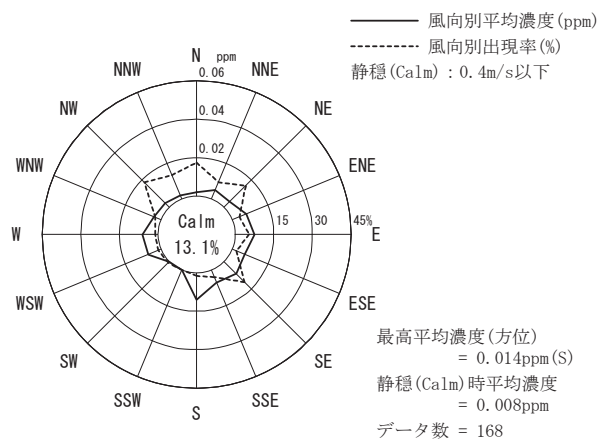 風向別平均濃度(ppm)
風向別出現率(%)
静穏(Calm) : 0.4m/s以下
N ppm
0.06
0.04
0.02
NNW
NNE
NW
NE
WNW
ENE
W
Calm
13.1%
15 30 45%
E
WSW
ESE
SW
SE
SSW
SSE
S
最高平均濃度(方位)
= 0.014ppm(S)
静穏(Calm)時平均濃度
= 0.008ppm
データ数 = 168